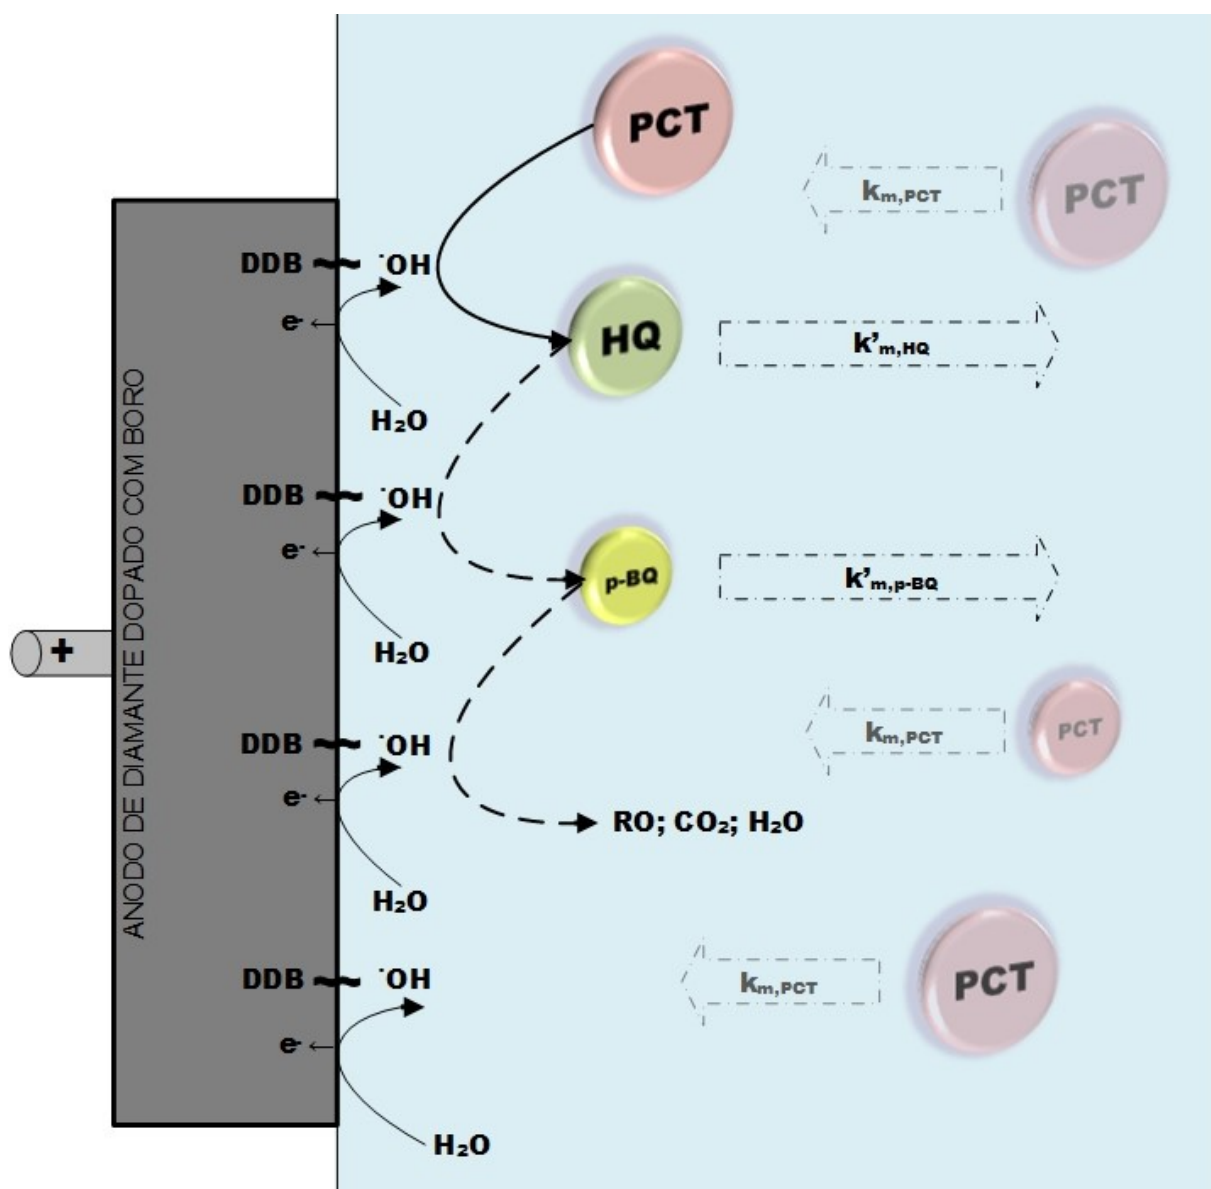 PCT
k_m,PCT
PCT
DDB ~ ˙OH
HQ
k'm,HQ
e- ←
H₂O
ANODO DE DIAMANTE DOPADO COM BORO
DDB ~ ˙OH
e- ←
p-BQ
k'm,p-BQ
+
H₂O
km,PCT
PCT
DDB ~ ˙OH
e- ←
RO; CO₂; H₂O
H₂O
DDB ~ ˙OH
km,PCT
PCT
e- ←
H₂O